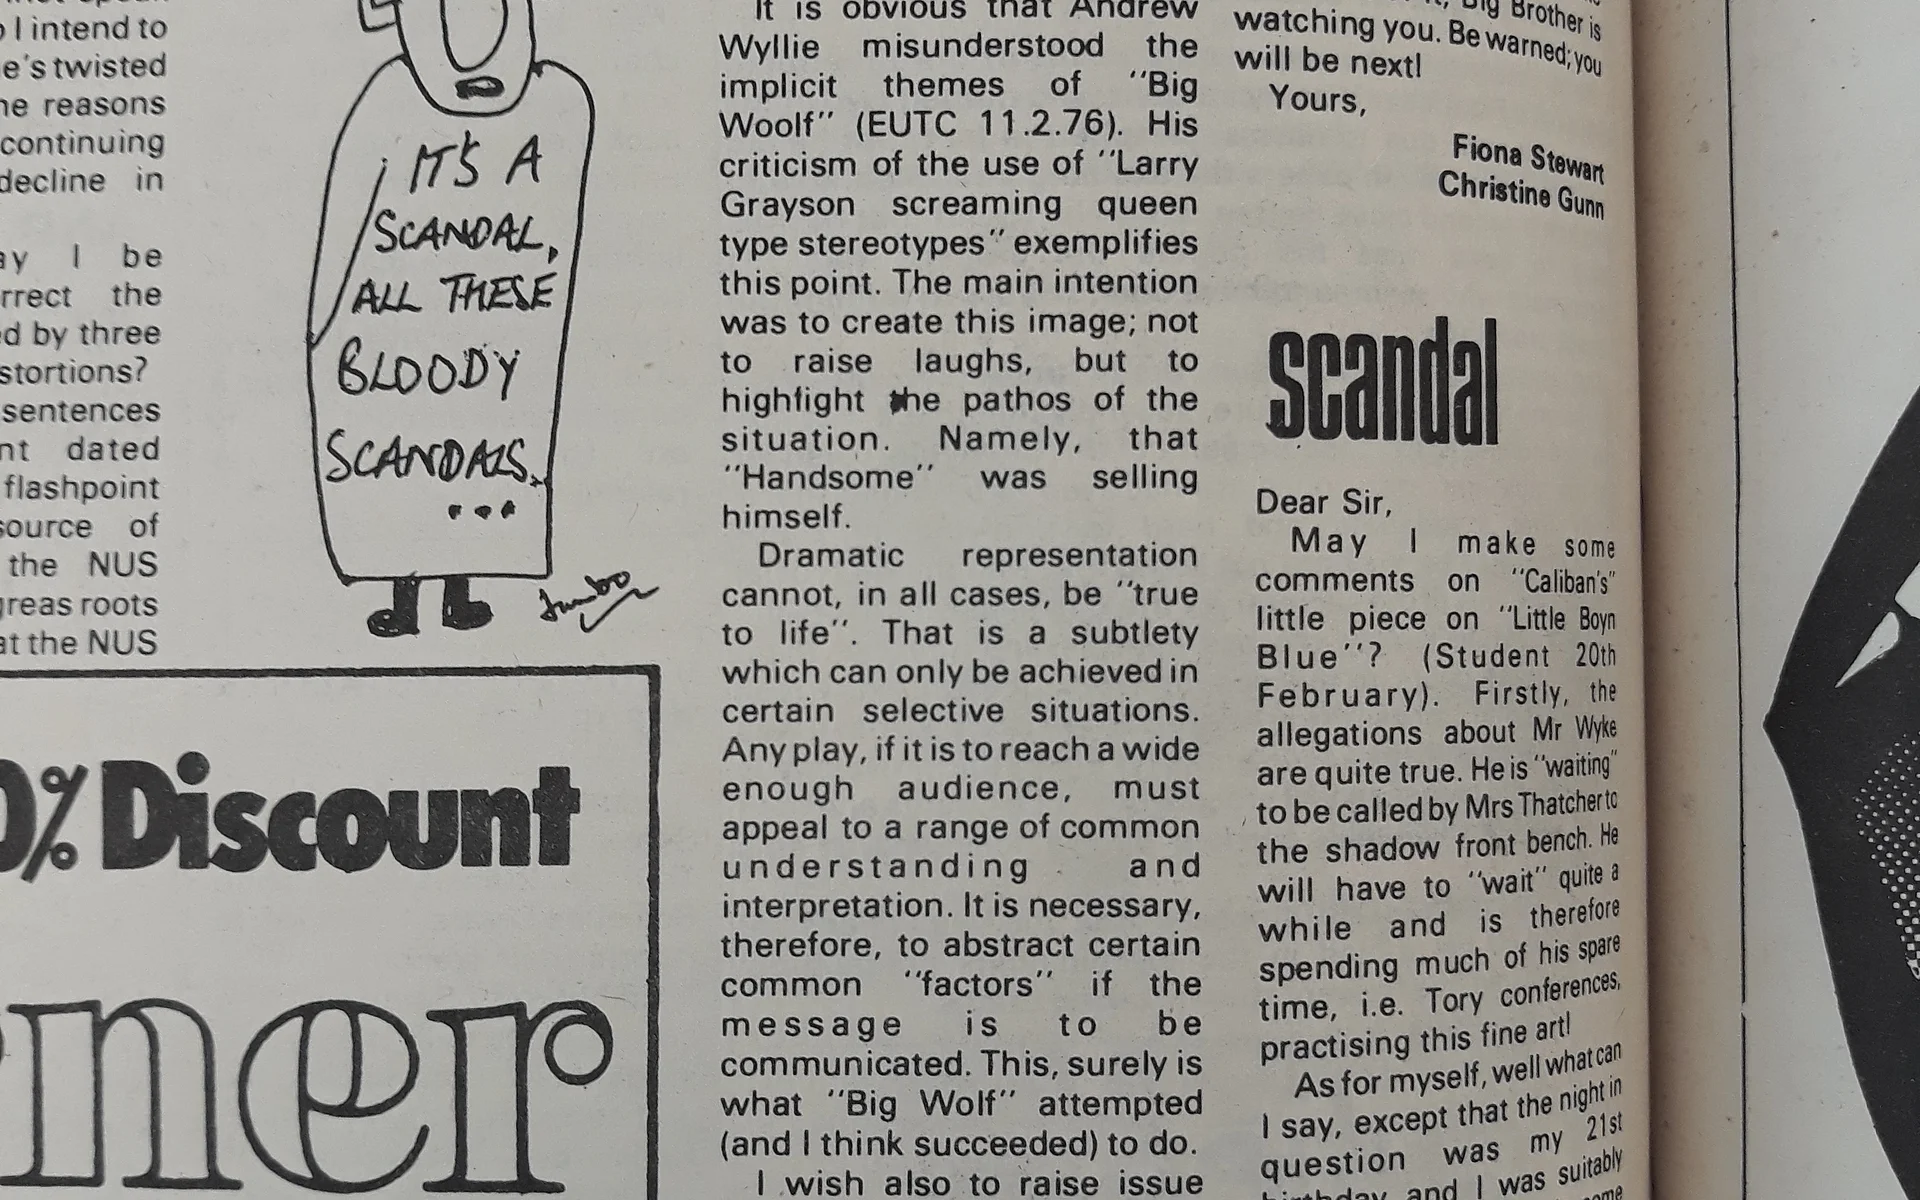 I intend to
e's twisted
he reasons
continuing
decline in
ay I be
rrect the
ed by three
stortions?
sentences
nt dated
flashpoint
source of
the NUS
greas roots
at the NUS
IT'S A
SCANDAL,
ALL THESE
BLOODY
SCANDALS..
...
Jumbo
0% Discount
ner
It is obvious that Andrew
Wyllie misunderstood the
implicit themes of "Big
Woolf" (EUTC 11.2.76). His
criticism of the use of "Larry
Grayson screaming queen
type stereotypes" exemplifies
this point. The main intention
was to create this image; not
to raise laughs, but to
highfight the pathos of the
situation. Namely, that
"Handsome" was selling
himself.
Dramatic representation
cannot, in all cases, be "true
to life". That is a subtlety
which can only be achieved in
certain selective situations.
Any play, if it is to reach a wide
enough audience, must
appeal to a range of common
understanding and
interpretation. It is necessary,
therefore, to abstract certain
common "factors" if the
message is to be
communicated. This, surely is
what "Big Wolf" attempted
(and I think succeeded) to do.
I wish also to raise issue
Big Brother is
watching you. Be warned; you
will be next!
Yours,
Fiona Stewart
Christine Gunn
scandal
Dear Sir,
May I make some
comments on "Caliban's"
little piece on "Little Boyn
Blue"? (Student 20th
February). Firstly, the
allegations about Mr Wyke
are quite true. He is "waiting"
to be called by Mrs Thatcher to
the shadow front bench. He
will have to "wait" quite a
while and is therefore
spending much of his spare
time, i.e. Tory conferences,
practising this fine art!
As for myself, well what can
I say, except that the night in
question was my 21st
birthday and I was suitably
some